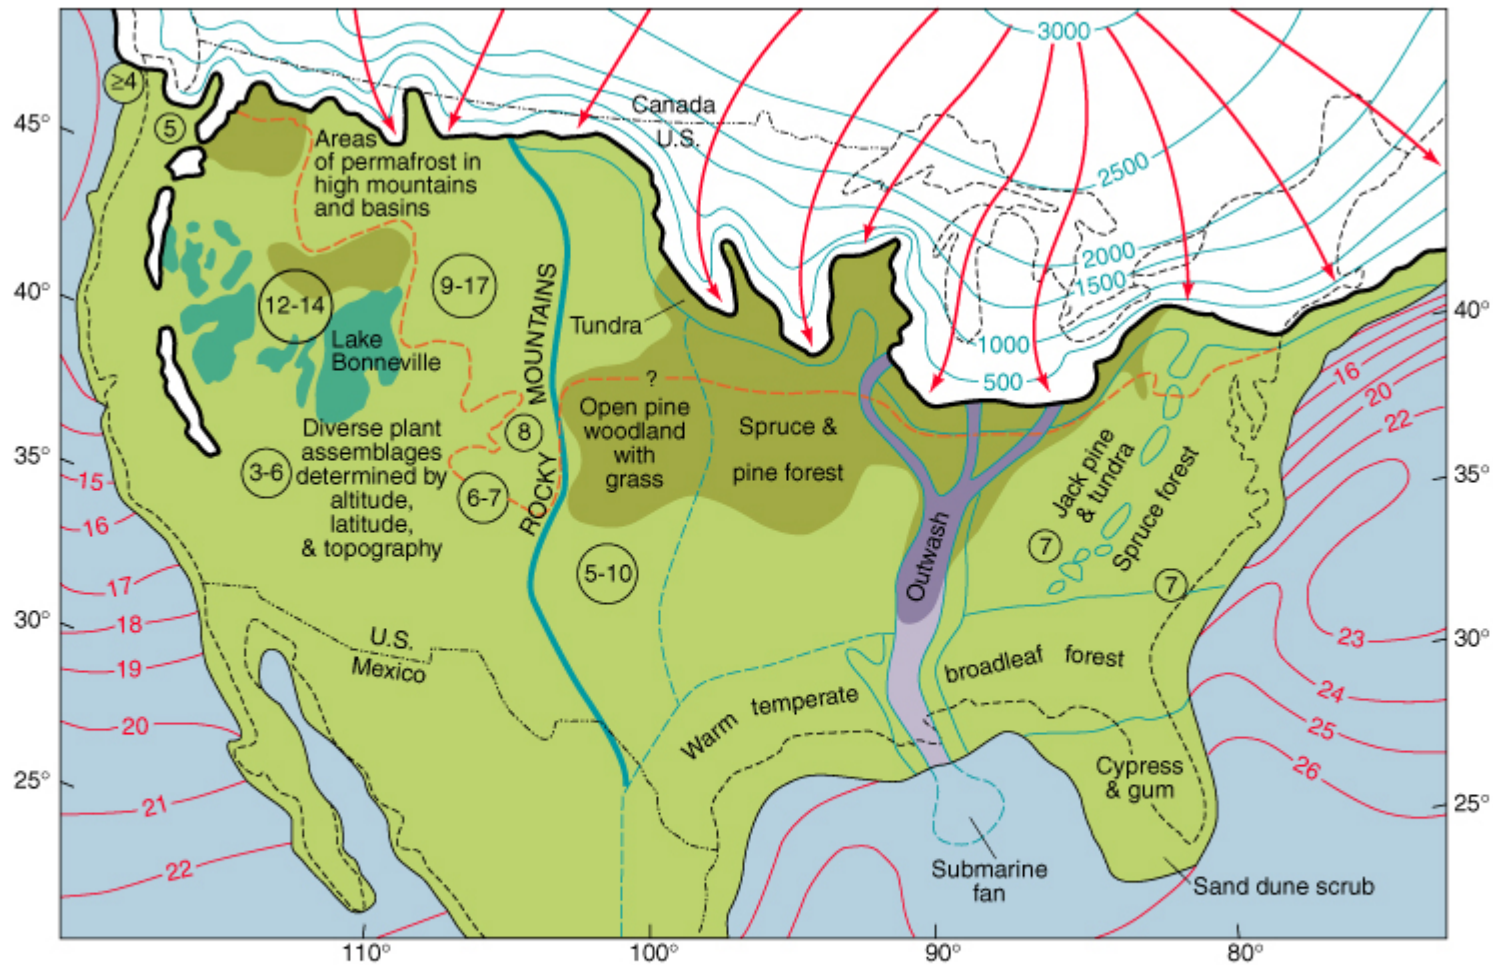 3000
Canada
U.S.
≥4
5
45°
Areas
of permafrost in
high mountains
and basins
2500
2000
1500
1000
500
40°
40°
12-14
9-17
MOUNTAINS
ROCKY
Tundra
Lake
Bonneville
?
Open pine
woodland
with
grass
Spruce &
pine forest
8
6-7
3-6
Diverse plant
assemblages
determined by
altitude,
latitude,
& topography
35°
35°
Jack pine
& tundra
Spruce forest
7
7
5-10
Outwash
16
20
22
23
24
25
26
15
16
17
18
19
20
21
22
30°
30°
U.S.
Mexico
Warm temperate
broadleaf forest
Cypress
& gum
25°
25°
Submarine
fan
Sand dune scrub
110°
100°
90°
80°